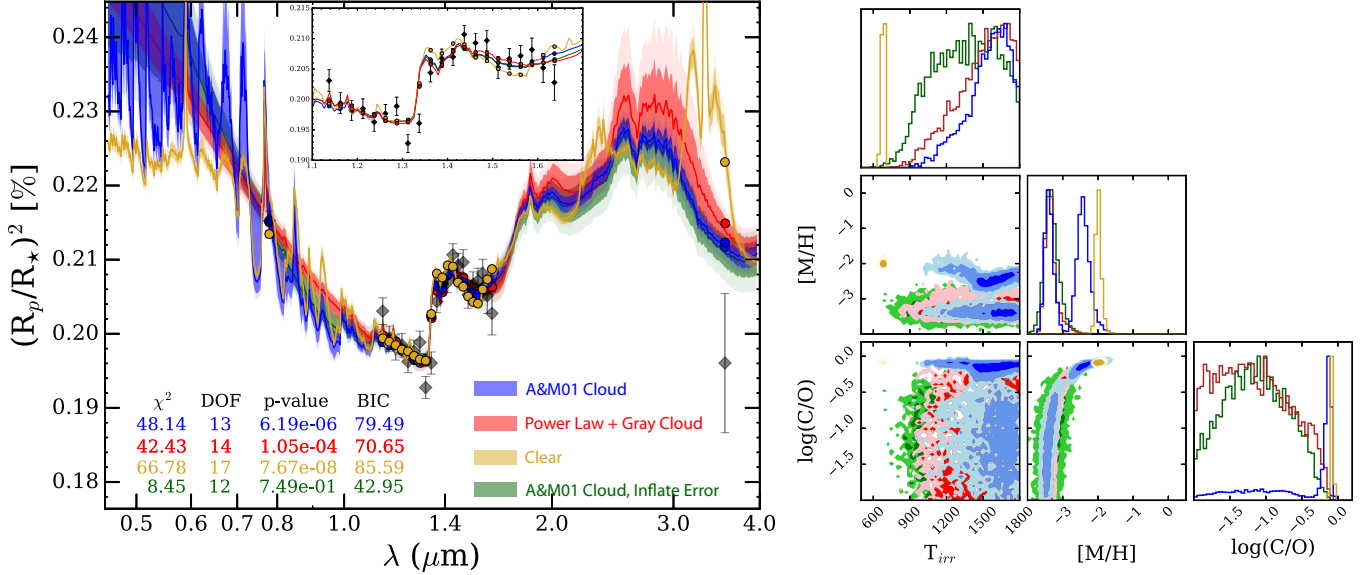 0.24
0.23
0.22
0.21
0.20
0.19
0.18
(R_p/R_⋆)² [%]
0.210
0.205
0.200
0.195
0.190
1.1 1.2 1.3 1.4 1.5 1.6
χ² DOF p-value BIC
48.14 13 6.19e-06 79.49
42.43 14 1.05e-04 70.65
66.78 17 7.67e-08 85.59
8.45 12 7.49e-01 42.95
A&M01 Cloud
Power Law + Gray Cloud
Clear
A&M01 Cloud, Inflate Error
0.5 0.6 0.7 0.8 1.0 1.4 2.0 3.0 4.0
λ (μm)
[M/H]
0
−1
−2
−3
log(C/O)
0.0
−0.5
−1.0
−1.5
600 900 1200 1500 1800
T_irr
−3 −2 −1 0
[M/H]
−1.5 −1.0 −0.5 0.0
log(C/O)